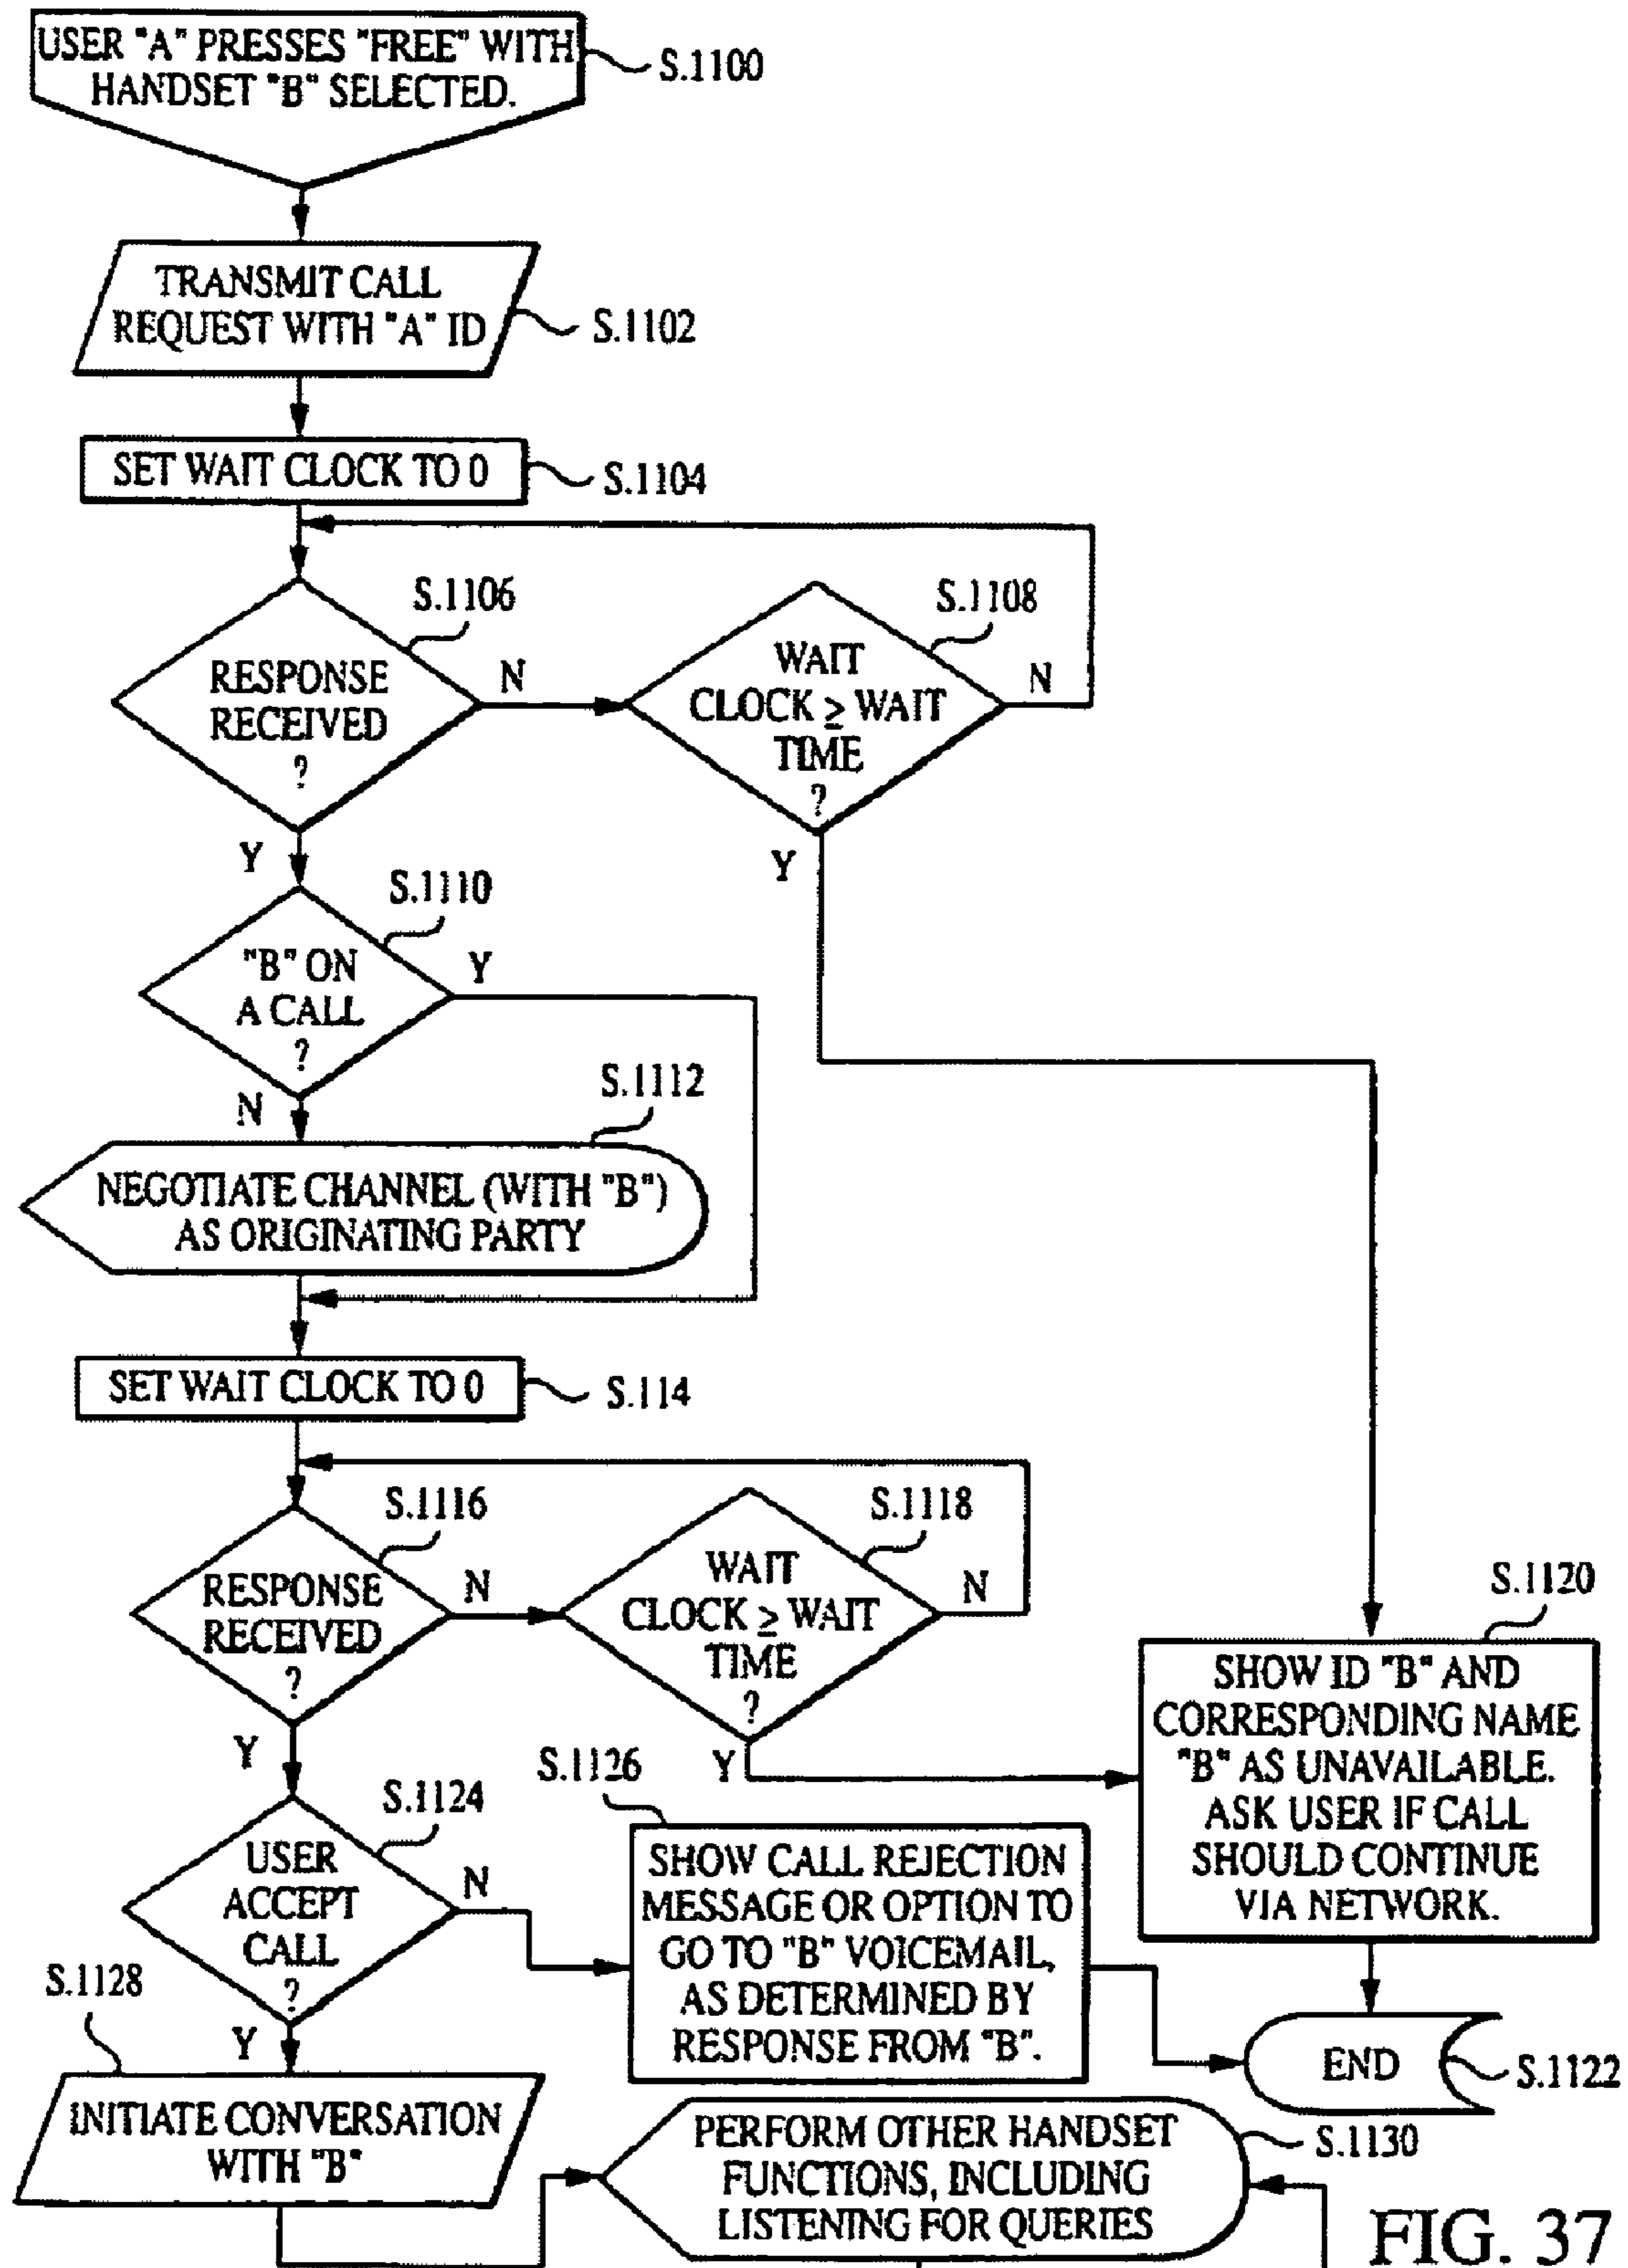 USER "A" PRESSES "FREE" WITH
HANDSET "B" SELECTED.
S.1100
TRANSMIT CALL
REQUEST WITH "A" ID
S.1102
SET WAIT CLOCK TO 0
S.1104
S.1106
RESPONSE
RECEIVED
?
N
S.1108
WAIT
CLOCK ≥ WAIT
TIME
?
N
Y
Y
S.1110
"B" ON
A CALL
?
Y
N
S.1112
NEGOTIATE CHANNEL (WITH "B")
AS ORIGINATING PARTY
SET WAIT CLOCK TO 0
S.114
S.1116
RESPONSE
RECEIVED
?
N
S.1118
WAIT
CLOCK ≥ WAIT
TIME
?
N
Y
Y
S.1120
SHOW ID "B" AND
CORRESPONDING NAME
"B" AS UNAVAILABLE.
ASK USER IF CALL
SHOULD CONTINUE
VIA NETWORK.
S.1124
USER
ACCEPT
CALL
?
N
Y
S.1126
SHOW CALL REJECTION
MESSAGE OR OPTION TO
GO TO "B" VOICEMAIL,
AS DETERMINED BY
RESPONSE FROM "B".
END
S.1122
S.1128
INITIATE CONVERSATION
WITH "B"
PERFORM OTHER HANDSET
FUNCTIONS, INCLUDING
LISTENING FOR QUERIES
S.1130
FIG. 37